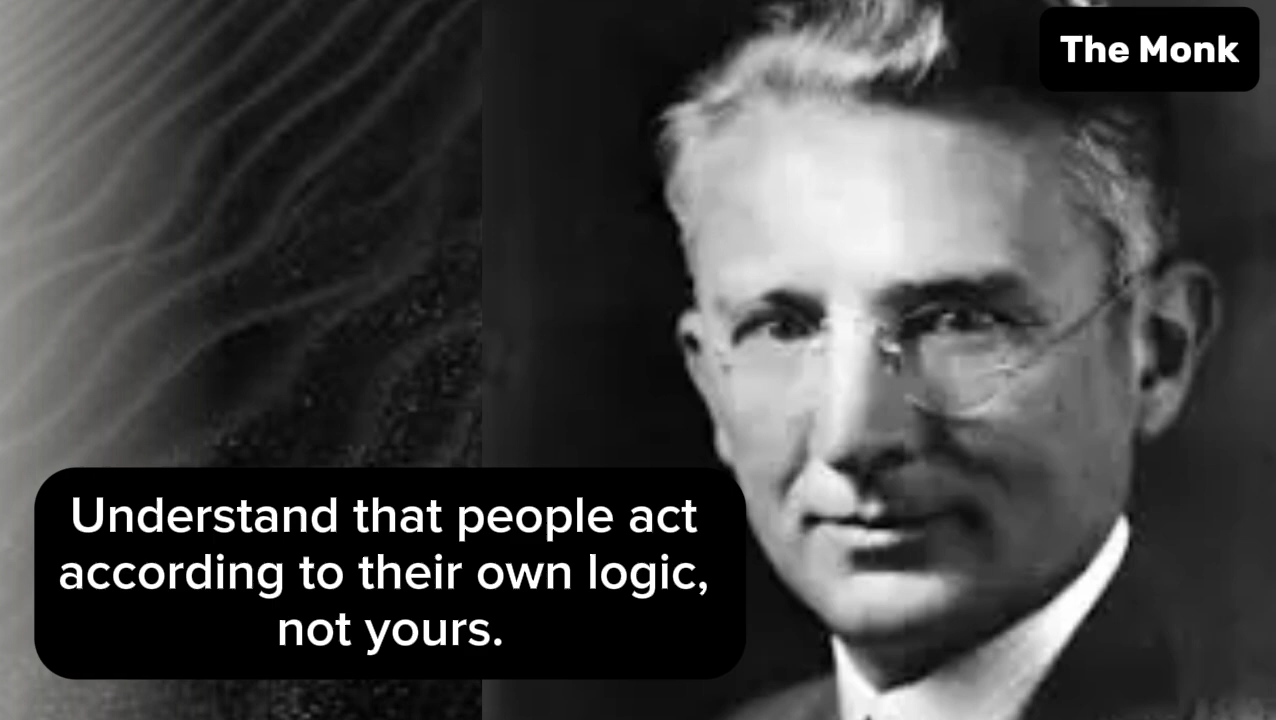 The Monk
Understand that people act
according to their own logic,
not yours.